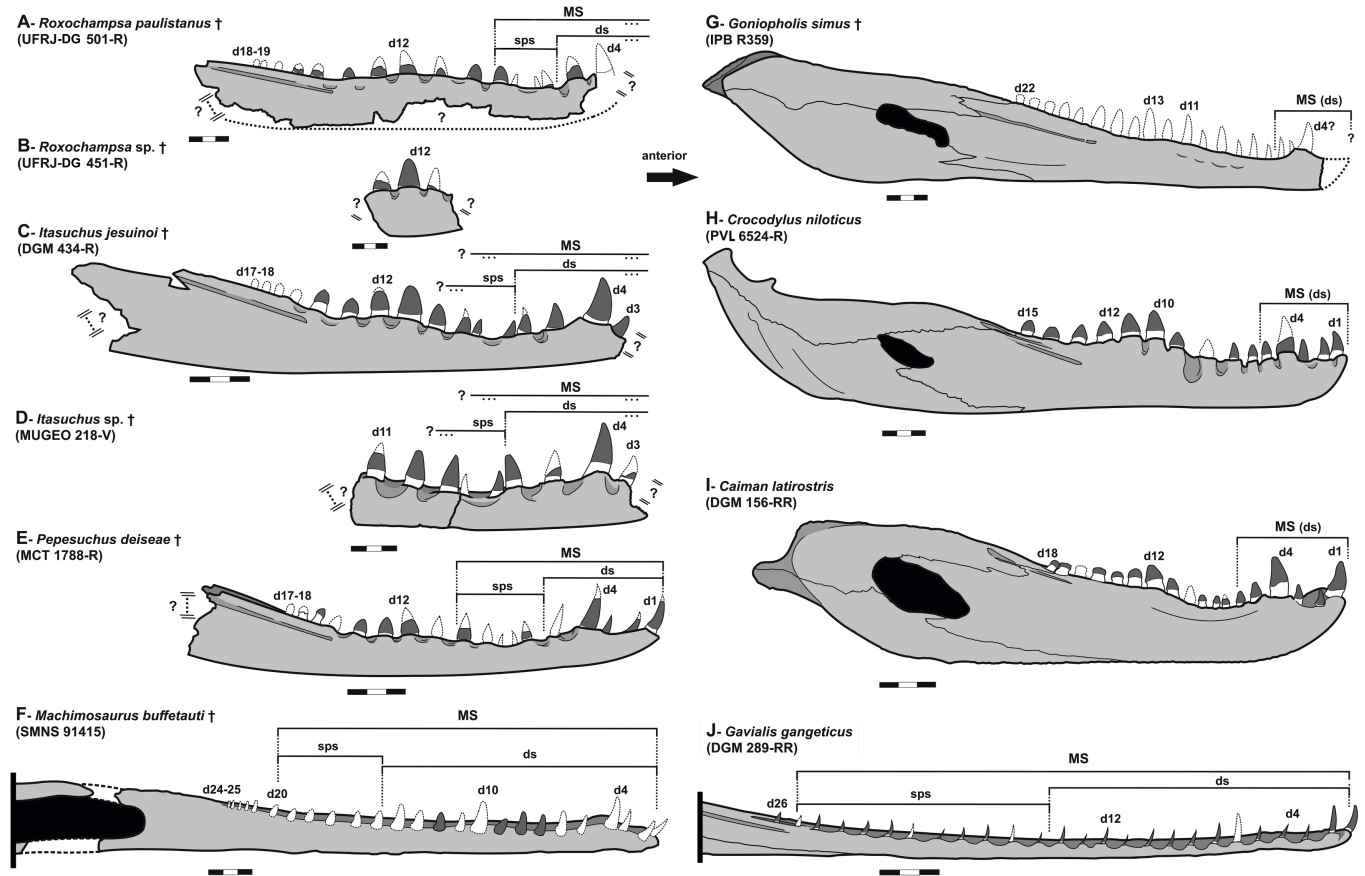 A- Roxochampsa paulistanus †
(UFRJ-DG 501-R)
MS
...
ds
...
sps
d18-19
d12
d4
?
?
?
B- Roxochampsa sp. †
(UFRJ-DG 451-R)
d12
?
?
anterior
C- Itasuchus jesuinoi †
(DGM 434-R)
? ... MS ...
ds ...
? ... sps
d17-18
d12
d4
d3
?
?
D- Itasuchus sp. †
(MUGEO 218-V)
? ... MS ...
ds ...
? ... sps
d11
d4
d3
?
?
E- Pepesuchus deiseae †
(MCT 1788-R)
MS
ds
sps
d17-18
d12
d4
d1
?
F- Machimosaurus buffetauti †
(SMNS 91415)
MS
sps
ds
d24-25
d20
d10
d4
G- Goniopholis simus †
(IPB R359)
d22
d13
d11
MS (ds)
d4?
?
H- Crocodylus niloticus
(PVL 6524-R)
d15
d12
d10
MS (ds)
d4
d1
I- Caiman latirostris
(DGM 156-RR)
d18
d12
MS (ds)
d4
d1
J- Gavialis gangeticus
(DGM 289-RR)
MS
ds
sps
d26
d12
d4